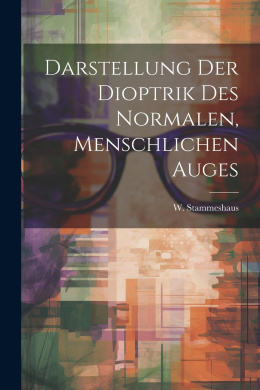 Darstellung Der
Dioptrik Des
Normalen,
Menschlichen
Auges
W. Stammeshaus